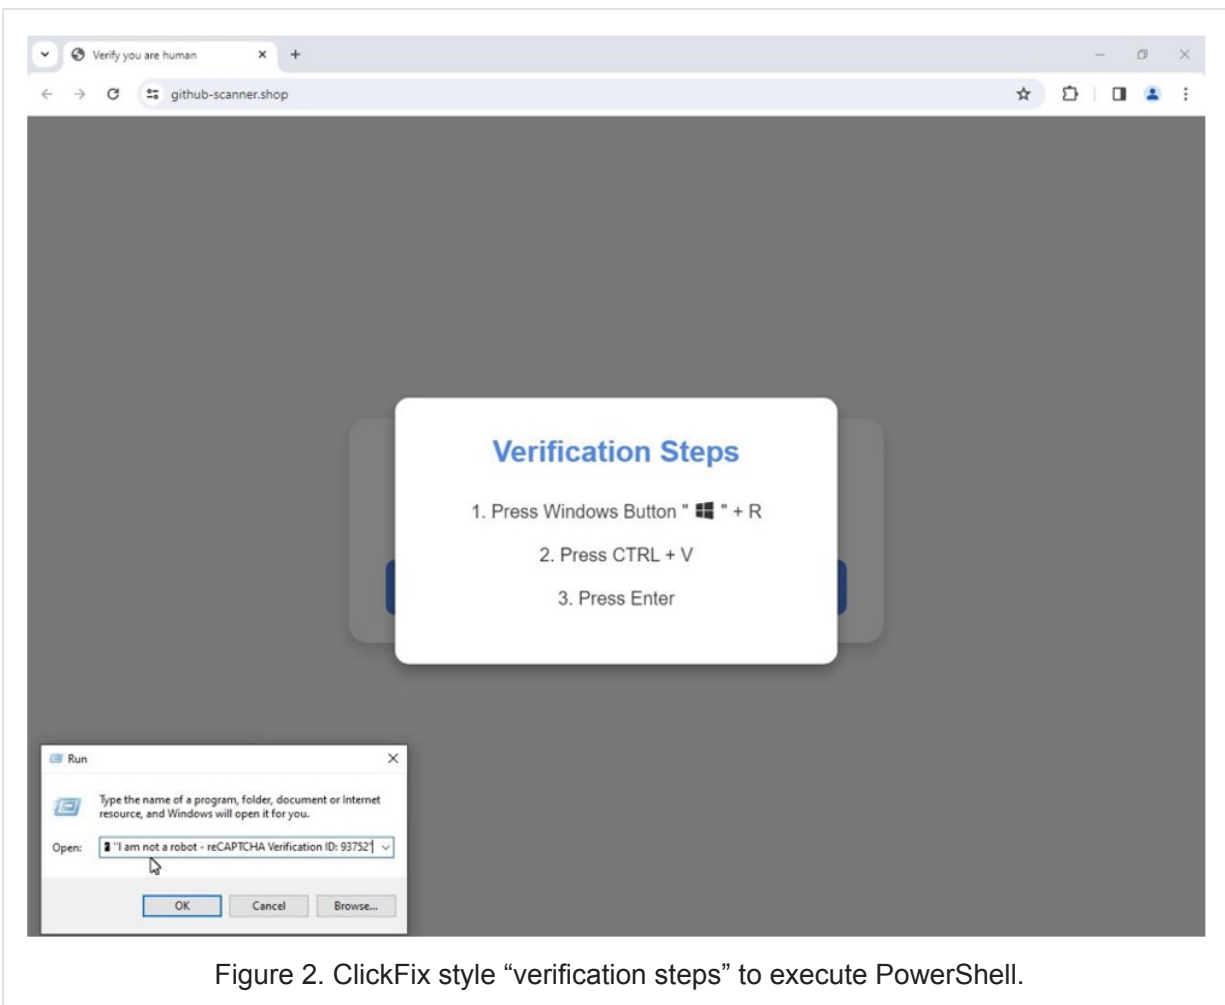 Verify you are human
github-scanner.shop
Verification Steps
1. Press Windows Button " " + R
2. Press CTRL + V
3. Press Enter
Run
Type the name of a program, folder, document or Internet
resource, and Windows will open it for you.
Open: "I am not a robot - reCAPTCHA Verification ID: 93752"
OK Cancel Browse...
Figure 2. ClickFix style “verification steps” to execute PowerShell.